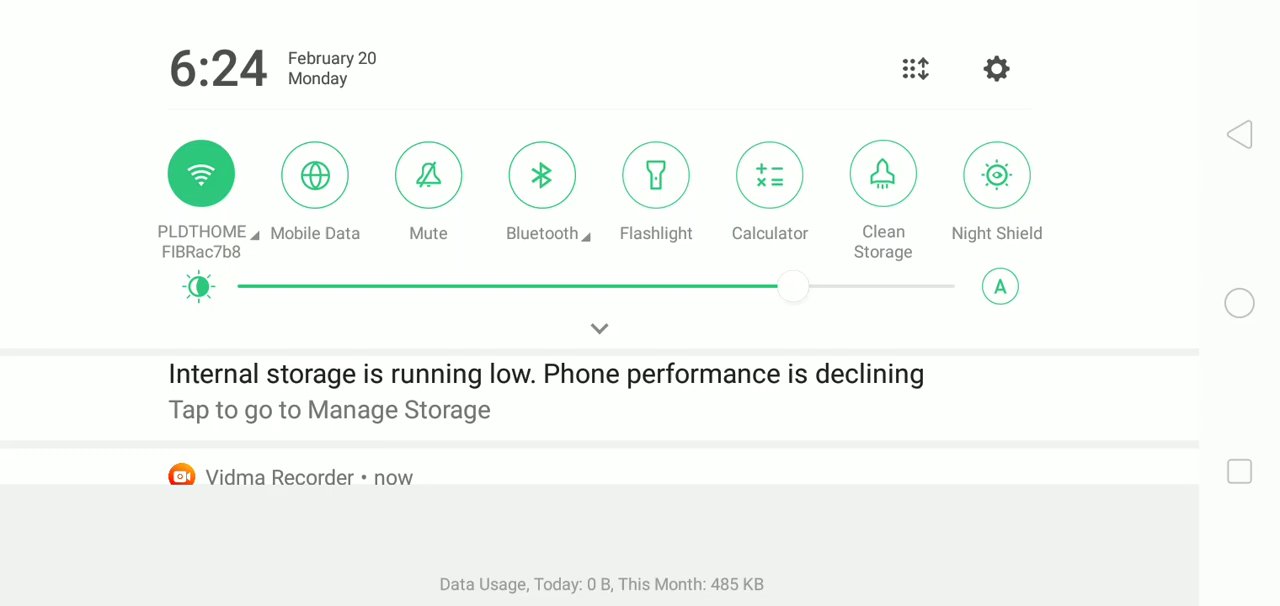 6:24
February 20
Monday
PLDTHOME
FIBRac7b8
Mobile Data
Mute
Bluetooth
Flashlight
Calculator
Clean
Storage
Night Shield
A
Internal storage is running low. Phone performance is declining
Tap to go to Manage Storage
Vidma Recorder • now
Data Usage, Today: 0 B, This Month: 485 KB